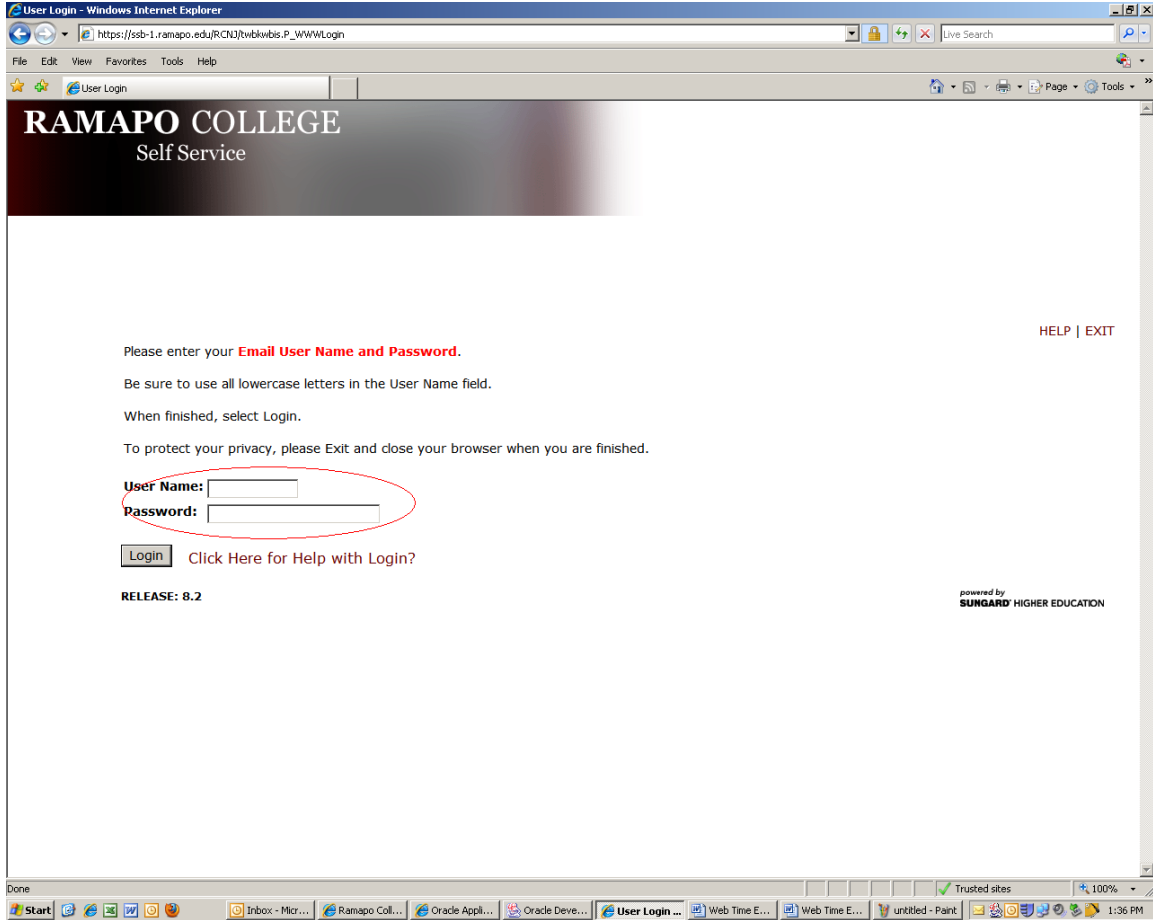 User Login - Windows Internet Explorer
https://ssb-1.ramapo.edu/RCNJ/twbkwbis.P_WWWLogin
Live Search
File Edit View Favorites Tools Help
User Login
Page Tools
RAMAPO COLLEGE
Self Service
HELP | EXIT
Please enter your Email User Name and Password.
Be sure to use all lowercase letters in the User Name field.
When finished, select Login.
To protect your privacy, please Exit and close your browser when you are finished.
User Name:
Password:
Login Click Here for Help with Login?
RELEASE: 8.2
powered by
SUNGARD' HIGHER EDUCATION
Done Trusted sites 100%
Start Inbox - Micr... Ramapo Coll... Oracle Appli... Oracle Deve... User Login ... Web Time E... Web Time E... untitled - Paint 1:36 PM